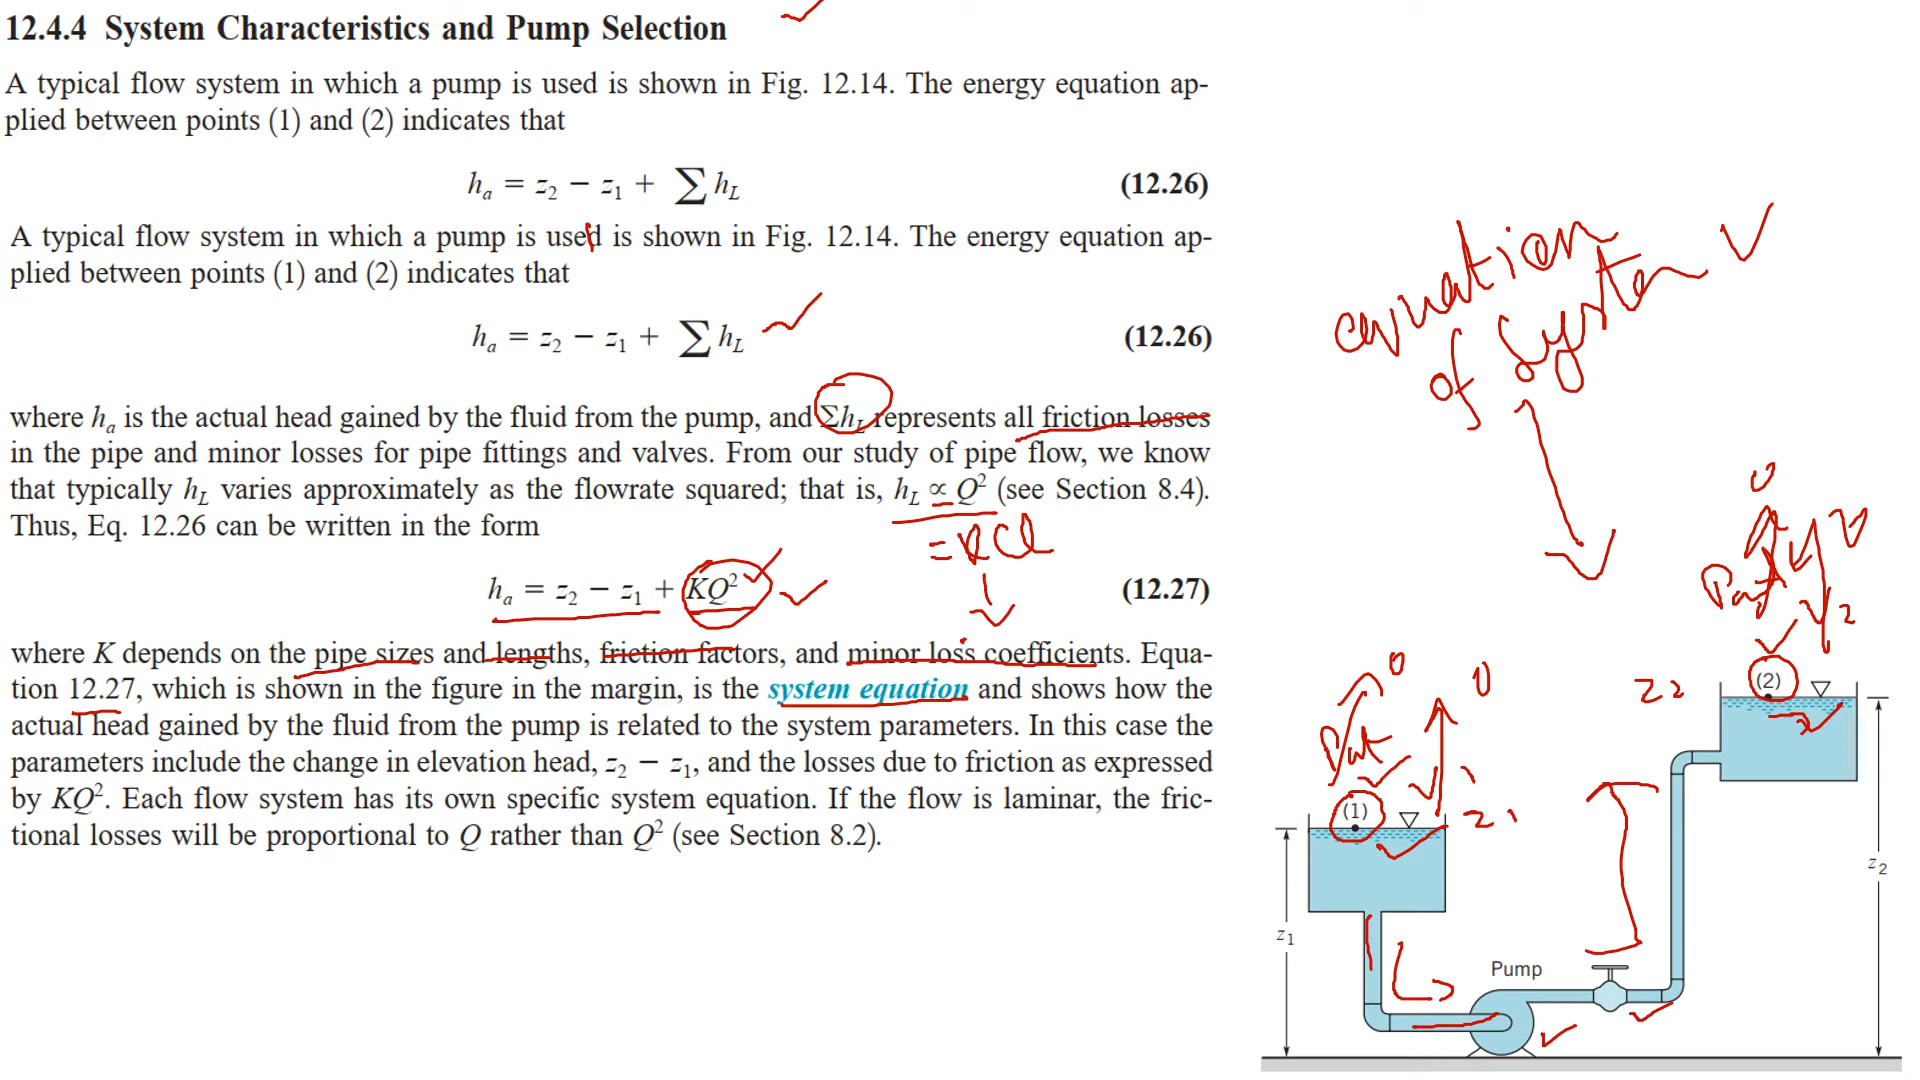 12.4.4 System Characteristics and Pump Selection
A typical flow system in which a pump is used is shown in Fig. 12.14. The energy equation ap-
plied between points (1) and (2) indicates that
hₐ = z₂ − z₁ + ∑ h_L (12.26)
A typical flow system in which a pump is used is shown in Fig. 12.14. The energy equation ap-
plied between points (1) and (2) indicates that
hₐ = z₂ − z₁ + ∑ h_L (12.26)
where hₐ is the actual head gained by the fluid from the pump, and Σh_L represents all friction losses
in the pipe and minor losses for pipe fittings and valves. From our study of pipe flow, we know
that typically h_L varies approximately as the flowrate squared; that is, h_L ∝ Q² (see Section 8.4).
Thus, Eq. 12.26 can be written in the form
hₐ = z₂ − z₁ + KQ² (12.27)
where K depends on the pipe sizes and lengths, friction factors, and minor loss coefficients. Equa-
tion 12.27, which is shown in the figure in the margin, is the system equation and shows how the
actual head gained by the fluid from the pump is related to the system parameters. In this case the
parameters include the change in elevation head, z₂ − z₁, and the losses due to friction as expressed
by KQ². Each flow system has its own specific system equation. If the flow is laminar, the fric-
tional losses will be proportional to Q rather than Q² (see Section 8.2).
equation
of system
0
0
0
z2
(2)
(1)
z1
z₂
z₁
Pump